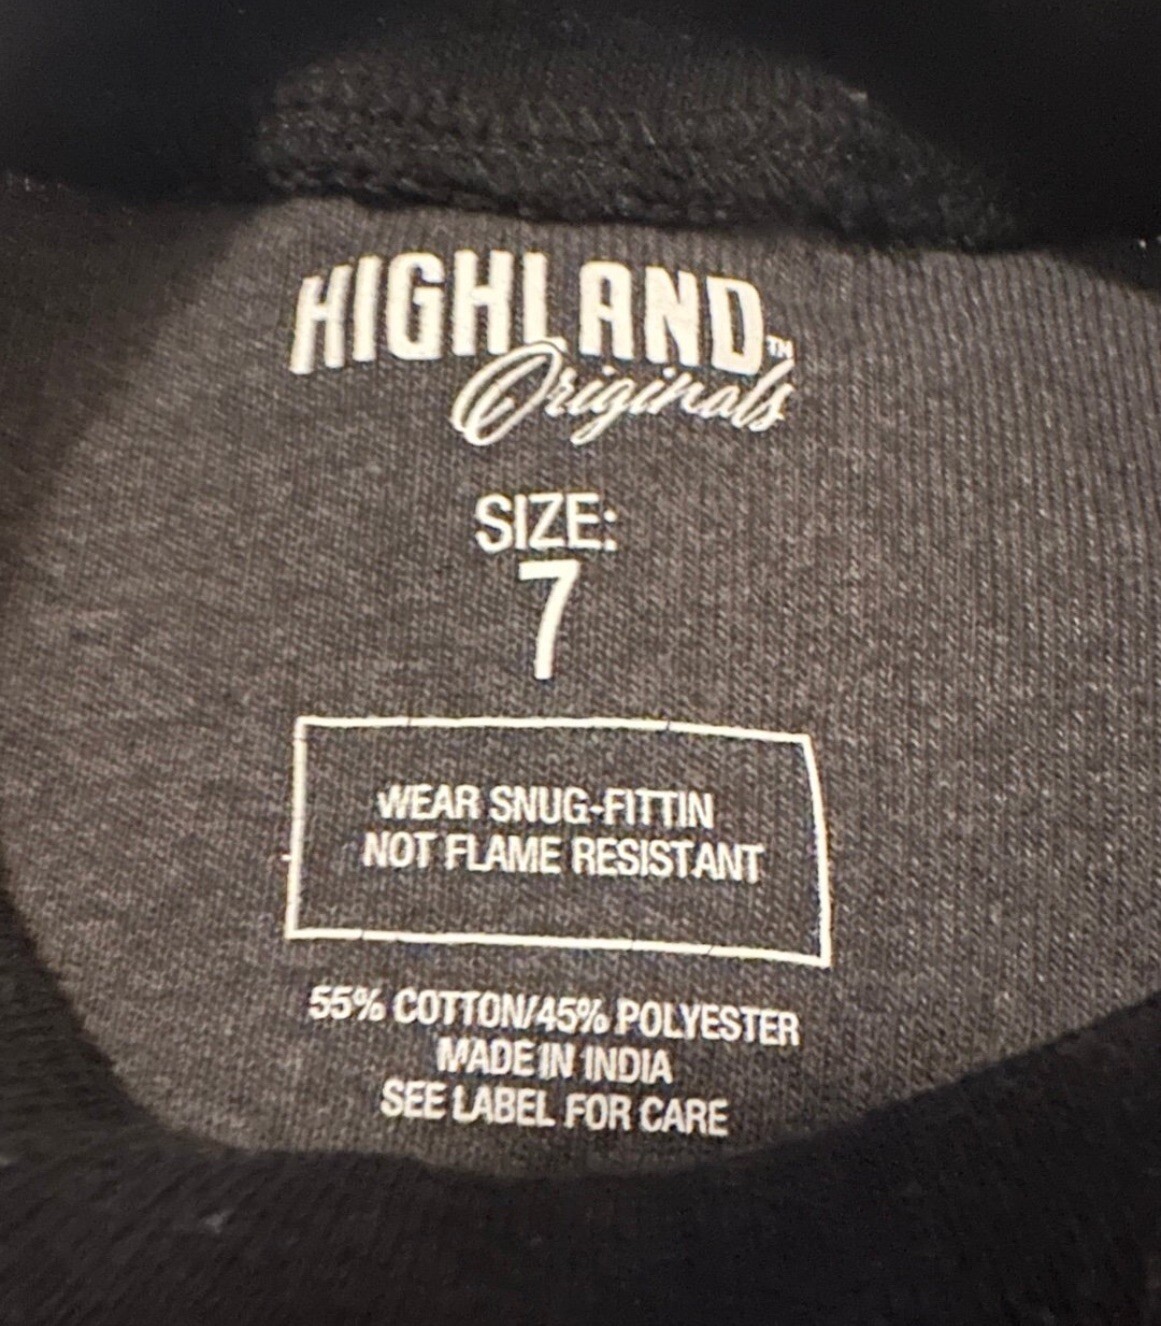 HIGHLAND™
Originals
SIZE:
7
WEAR SNUG-FITTIN
NOT FLAME RESISTANT
55% COTTON/45% POLYESTER
MADE IN INDIA
SEE LABEL FOR CARE